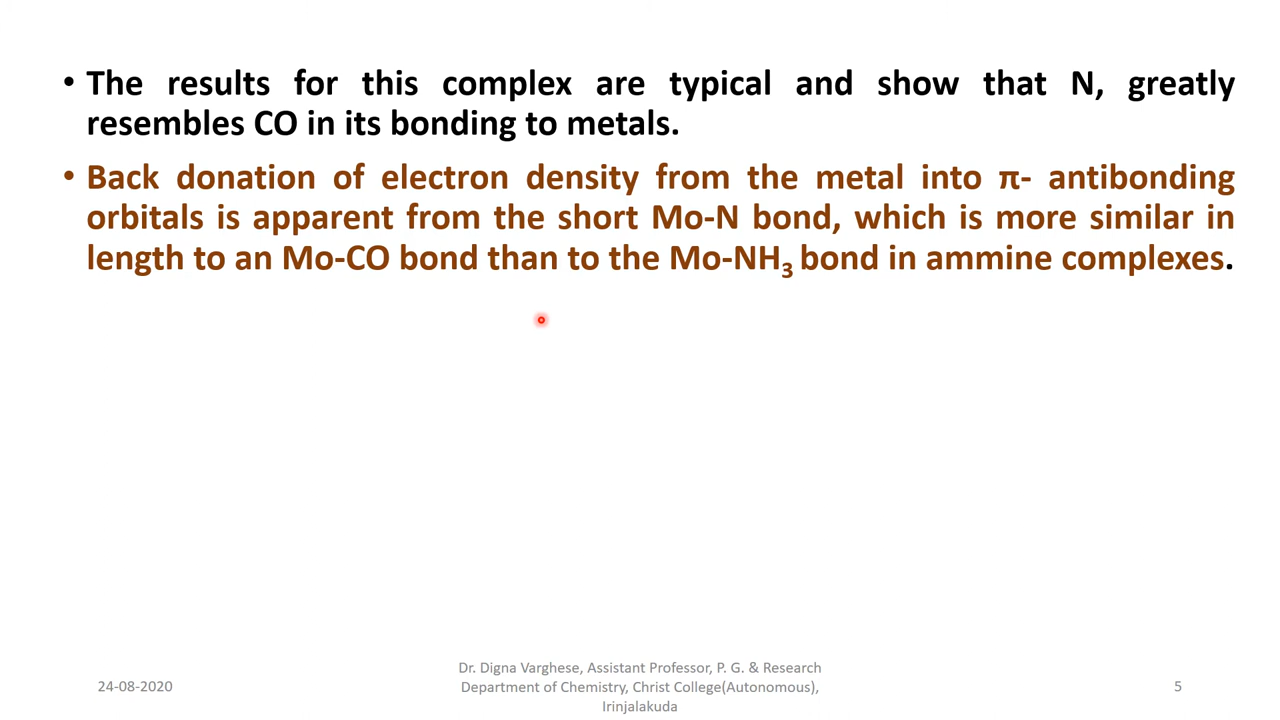 • The results for this complex are typical and show that N, greatly
resembles CO in its bonding to metals.
• Back donation of electron density from the metal into π- antibonding
orbitals is apparent from the short Mo-N bond, which is more similar in
length to an Mo-CO bond than to the Mo-NH₃ bond in ammine complexes.
24-08-2020
Dr. Digna Varghese, Assistant Professor, P. G. & Research
Department of Chemistry, Christ College(Autonomous),
Irinjalakuda
5